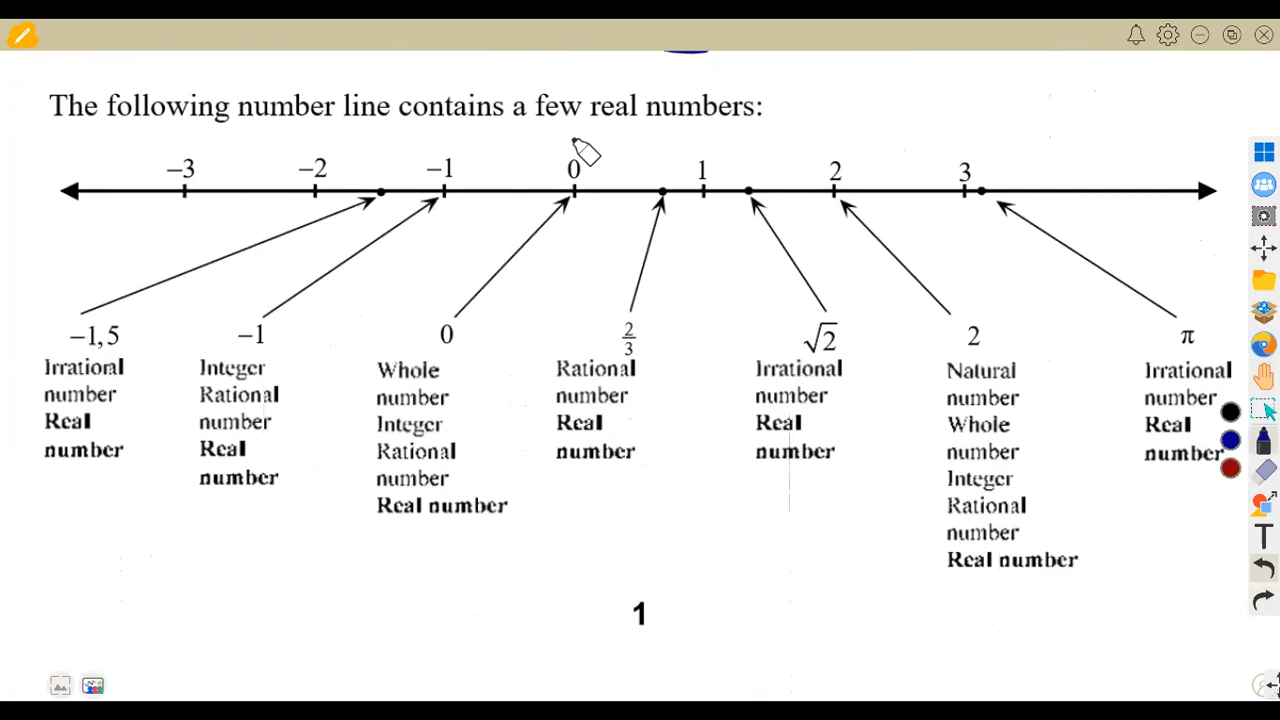 The following number line contains a few real numbers:
−3 −2 −1 0 1 2 3
−1,5 −1 0 2/3 √2 2 π
Irrational
number
Real
number
Integer
Rational
number
Real
number
Whole
number
Integer
Rational
number
Real number
Rational
number
Real
number
Irrational
number
Real
number
Natural
number
Whole
number
Integer
Rational
number
Real number
Irrational
number
Real
number
1
T